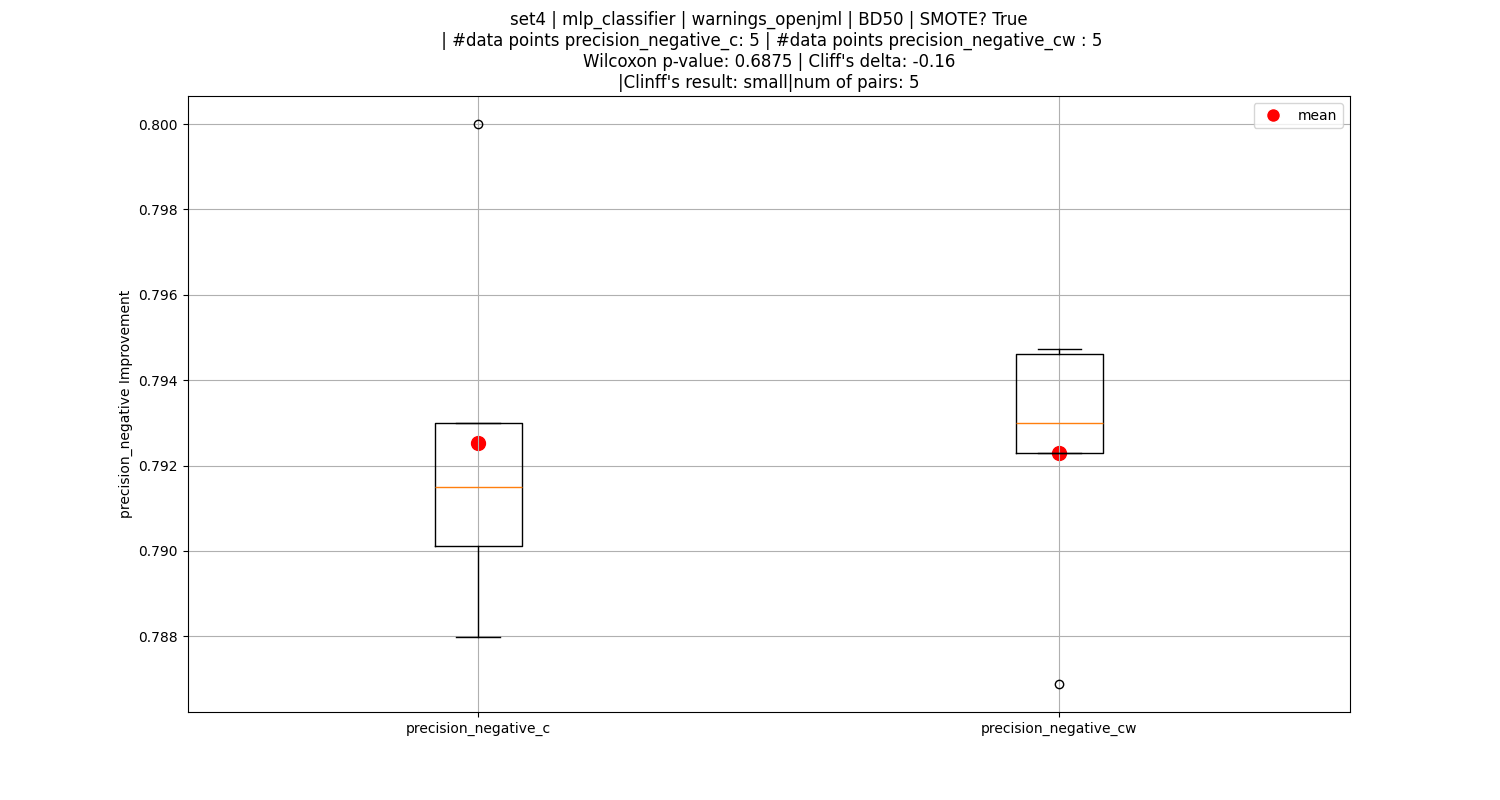 set4 | mlp_classifier | warnings_openjml | BD50 | SMOTE? True
| #data points precision_negative_c: 5 | #data points precision_negative_cw : 5
Wilcoxon p-value: 0.6875 | Cliff's delta: -0.16
|Clinff's result: small|num of pairs: 5
mean
0.800
0.798
0.796
0.794
0.792
0.790
0.788
precision_negative Improvement
precision_negative_c
precision_negative_cw